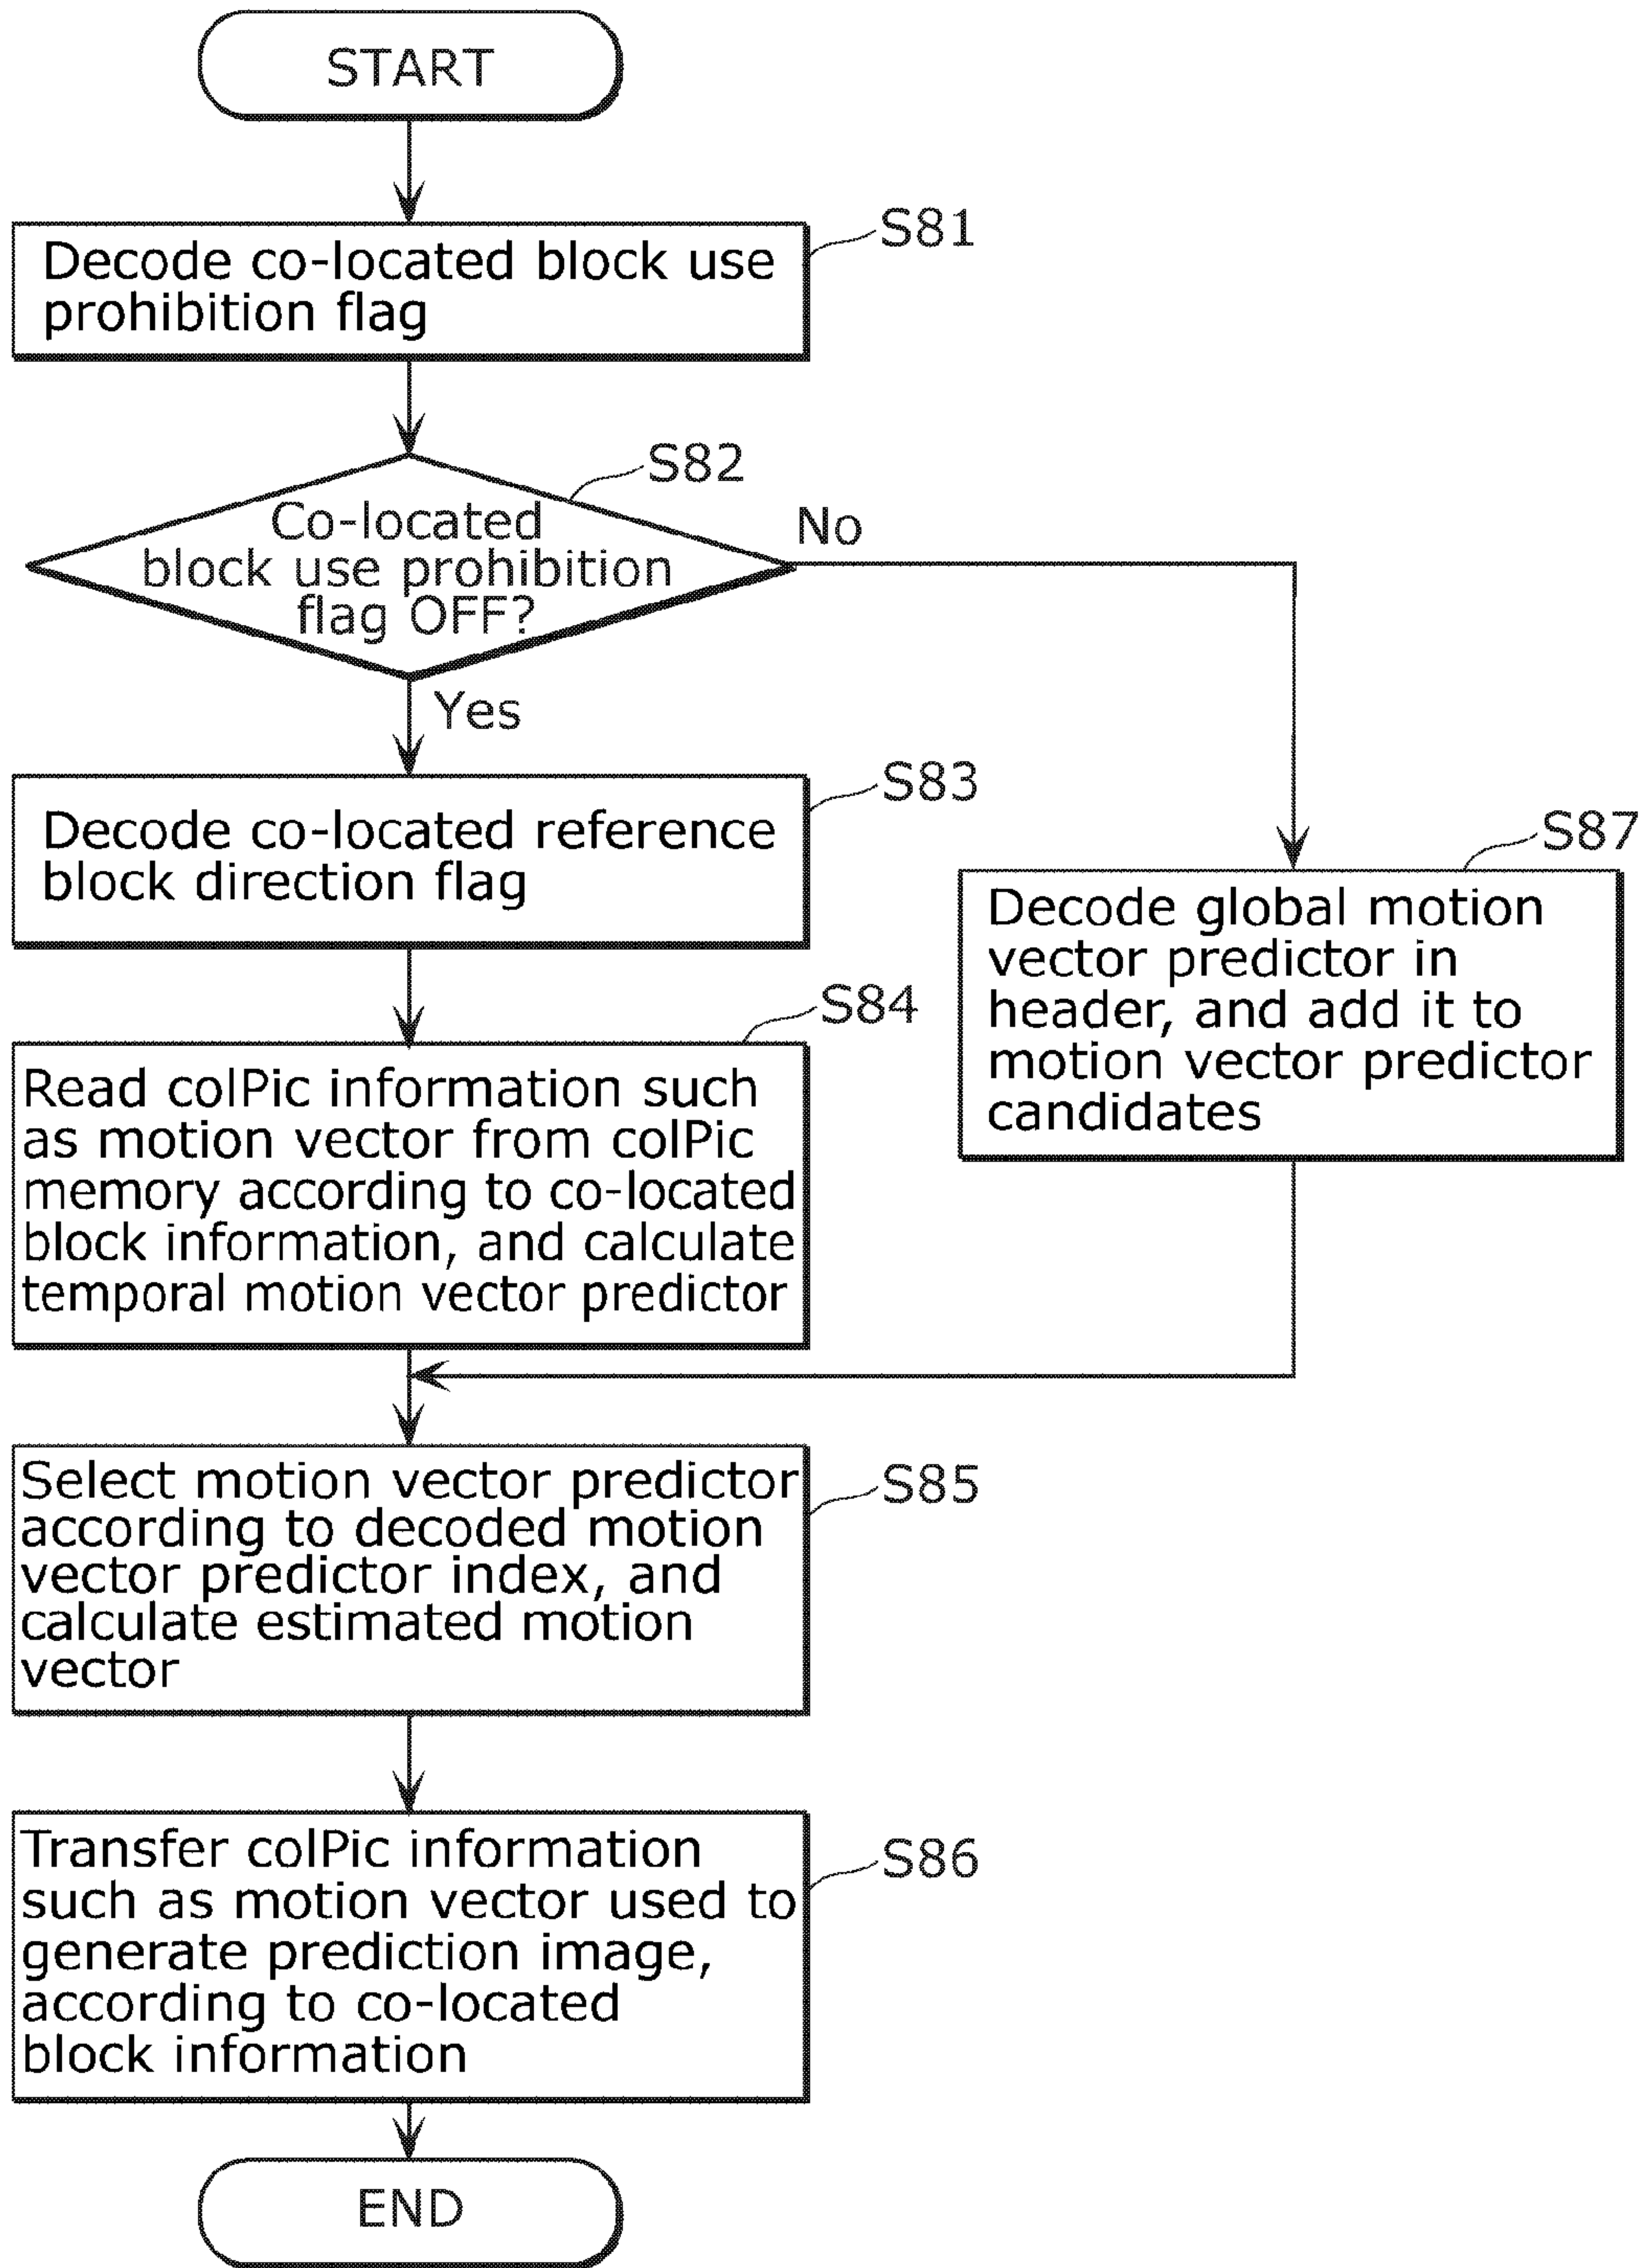 START
S81
Decode co-located block use
prohibition flag
S82
Co-located
block use prohibition
flag OFF?
No
Yes
S83
Decode co-located reference
block direction flag
S87
Decode global motion
vector predictor in
header, and add it to
motion vector predictor
candidates
S84
Read colPic information such
as motion vector from colPic
memory according to co-located
block information, and calculate
temporal motion vector predictor
S85
Select motion vector predictor
according to decoded motion
vector predictor index, and
calculate estimated motion
vector
S86
Transfer colPic information
such as motion vector used to
generate prediction image,
according to co-located
block information
END